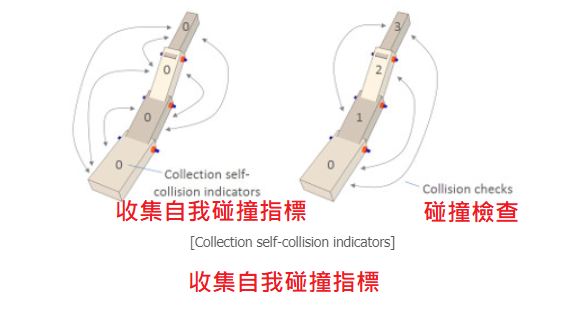 0
0
0
0
3
2
1
0
Collection self-
collision indicators
收集自我碰撞指標
Collision checks
碰撞檢查
[Collection self-collision indicators]
收集自我碰撞指標